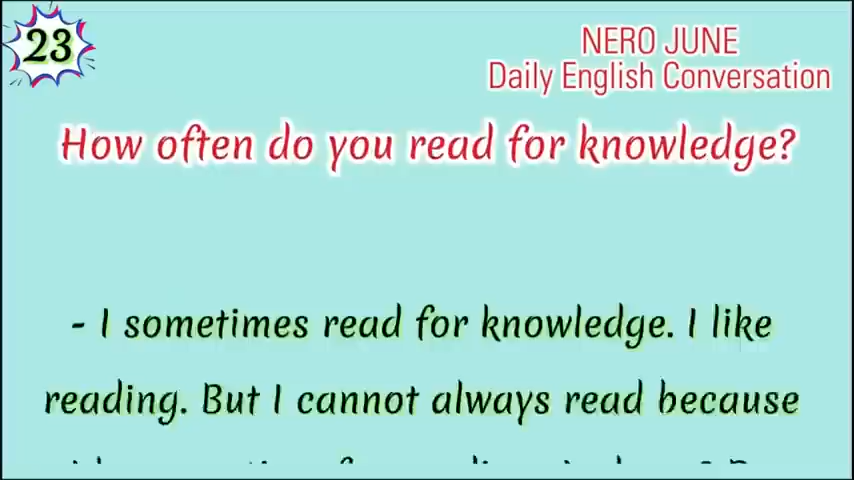 23
NERO JUNE
Daily English Conversation
How often do you read for knowledge?
- I sometimes read for knowledge. I like
reading. But I cannot always read because